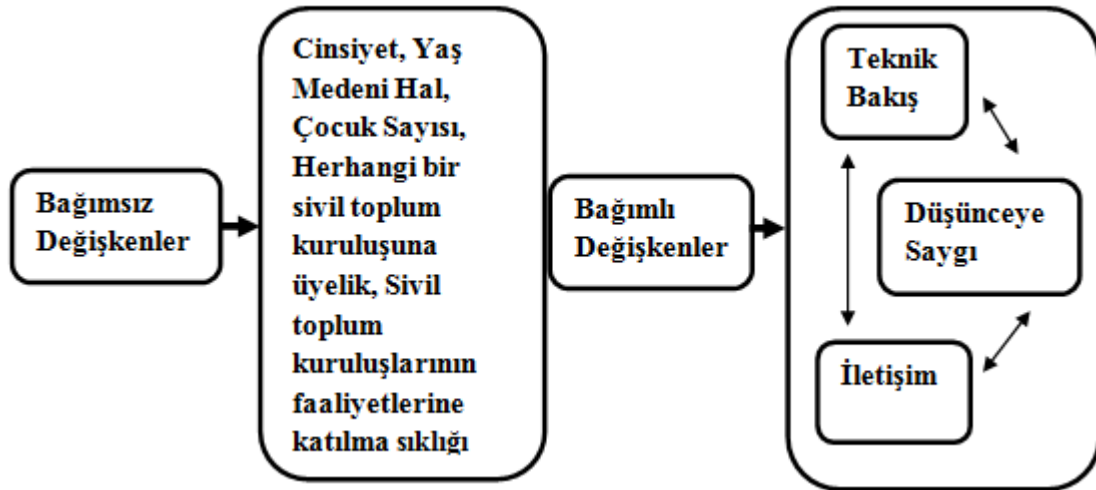 Bağımsız
Değişkenler
Cinsiyet, Yaş
Medeni Hal,
Çocuk Sayısı,
Herhangi bir
sivil toplum
kuruluşuna
üyelik, Sivil
toplum
kuruluşlarının
faaliyetlerine
katılma sıklığı
Bağımlı
Değişkenler
Teknik
Bakış
Düşünceye
Saygı
İletişim